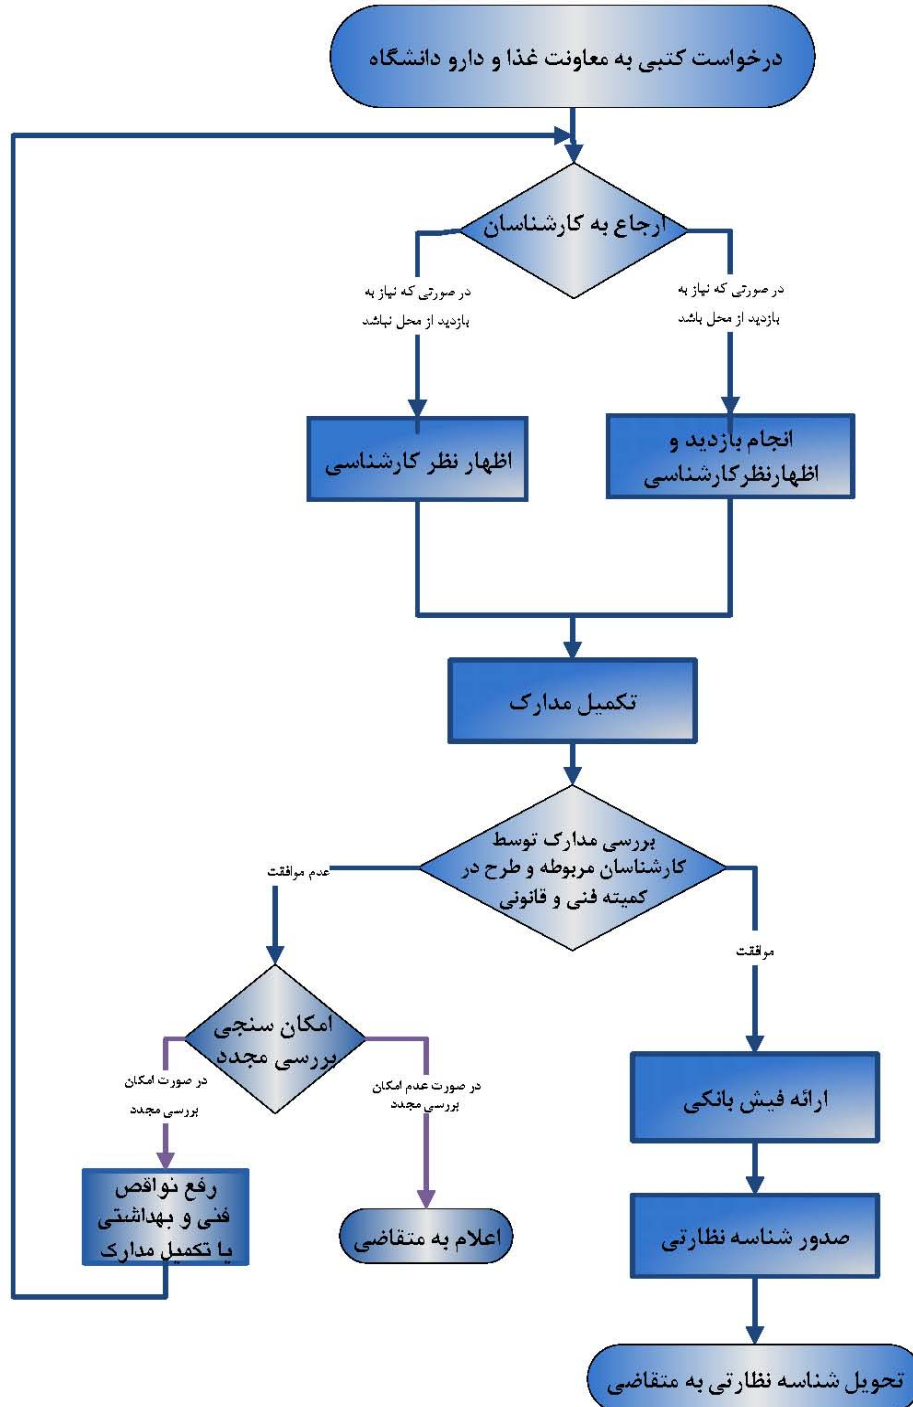 درخواست کتبی به معاونت غذا و دارو دانشگاه
ارجاع به کارشناسان
در صورتی که نیاز به
بازدید از محل باشد
در صورتی که نیاز به
بازدید از محل نباشد
انجام بازدید و
اظهارنظرکارشناسی
اظهار نظر کارشناسی
تکمیل مدارک
بررسی مدارک توسط
کارشناسان مربوطه و طرح در
کمیته فنی و قانونی
موافقت
عدم موافقت
امکان سنجی
بررسی مجدد
در صورت عدم امکان
بررسی مجدد
در صورت امکان
بررسی مجدد
ارائه فیش بانکی
رفع نواقص
فنی و بهداشتی
یا تکمیل مدارک
اعلام به متقاضی
صدور شناسه نظارتی
تحویل شناسه نظارتی به متقاضی